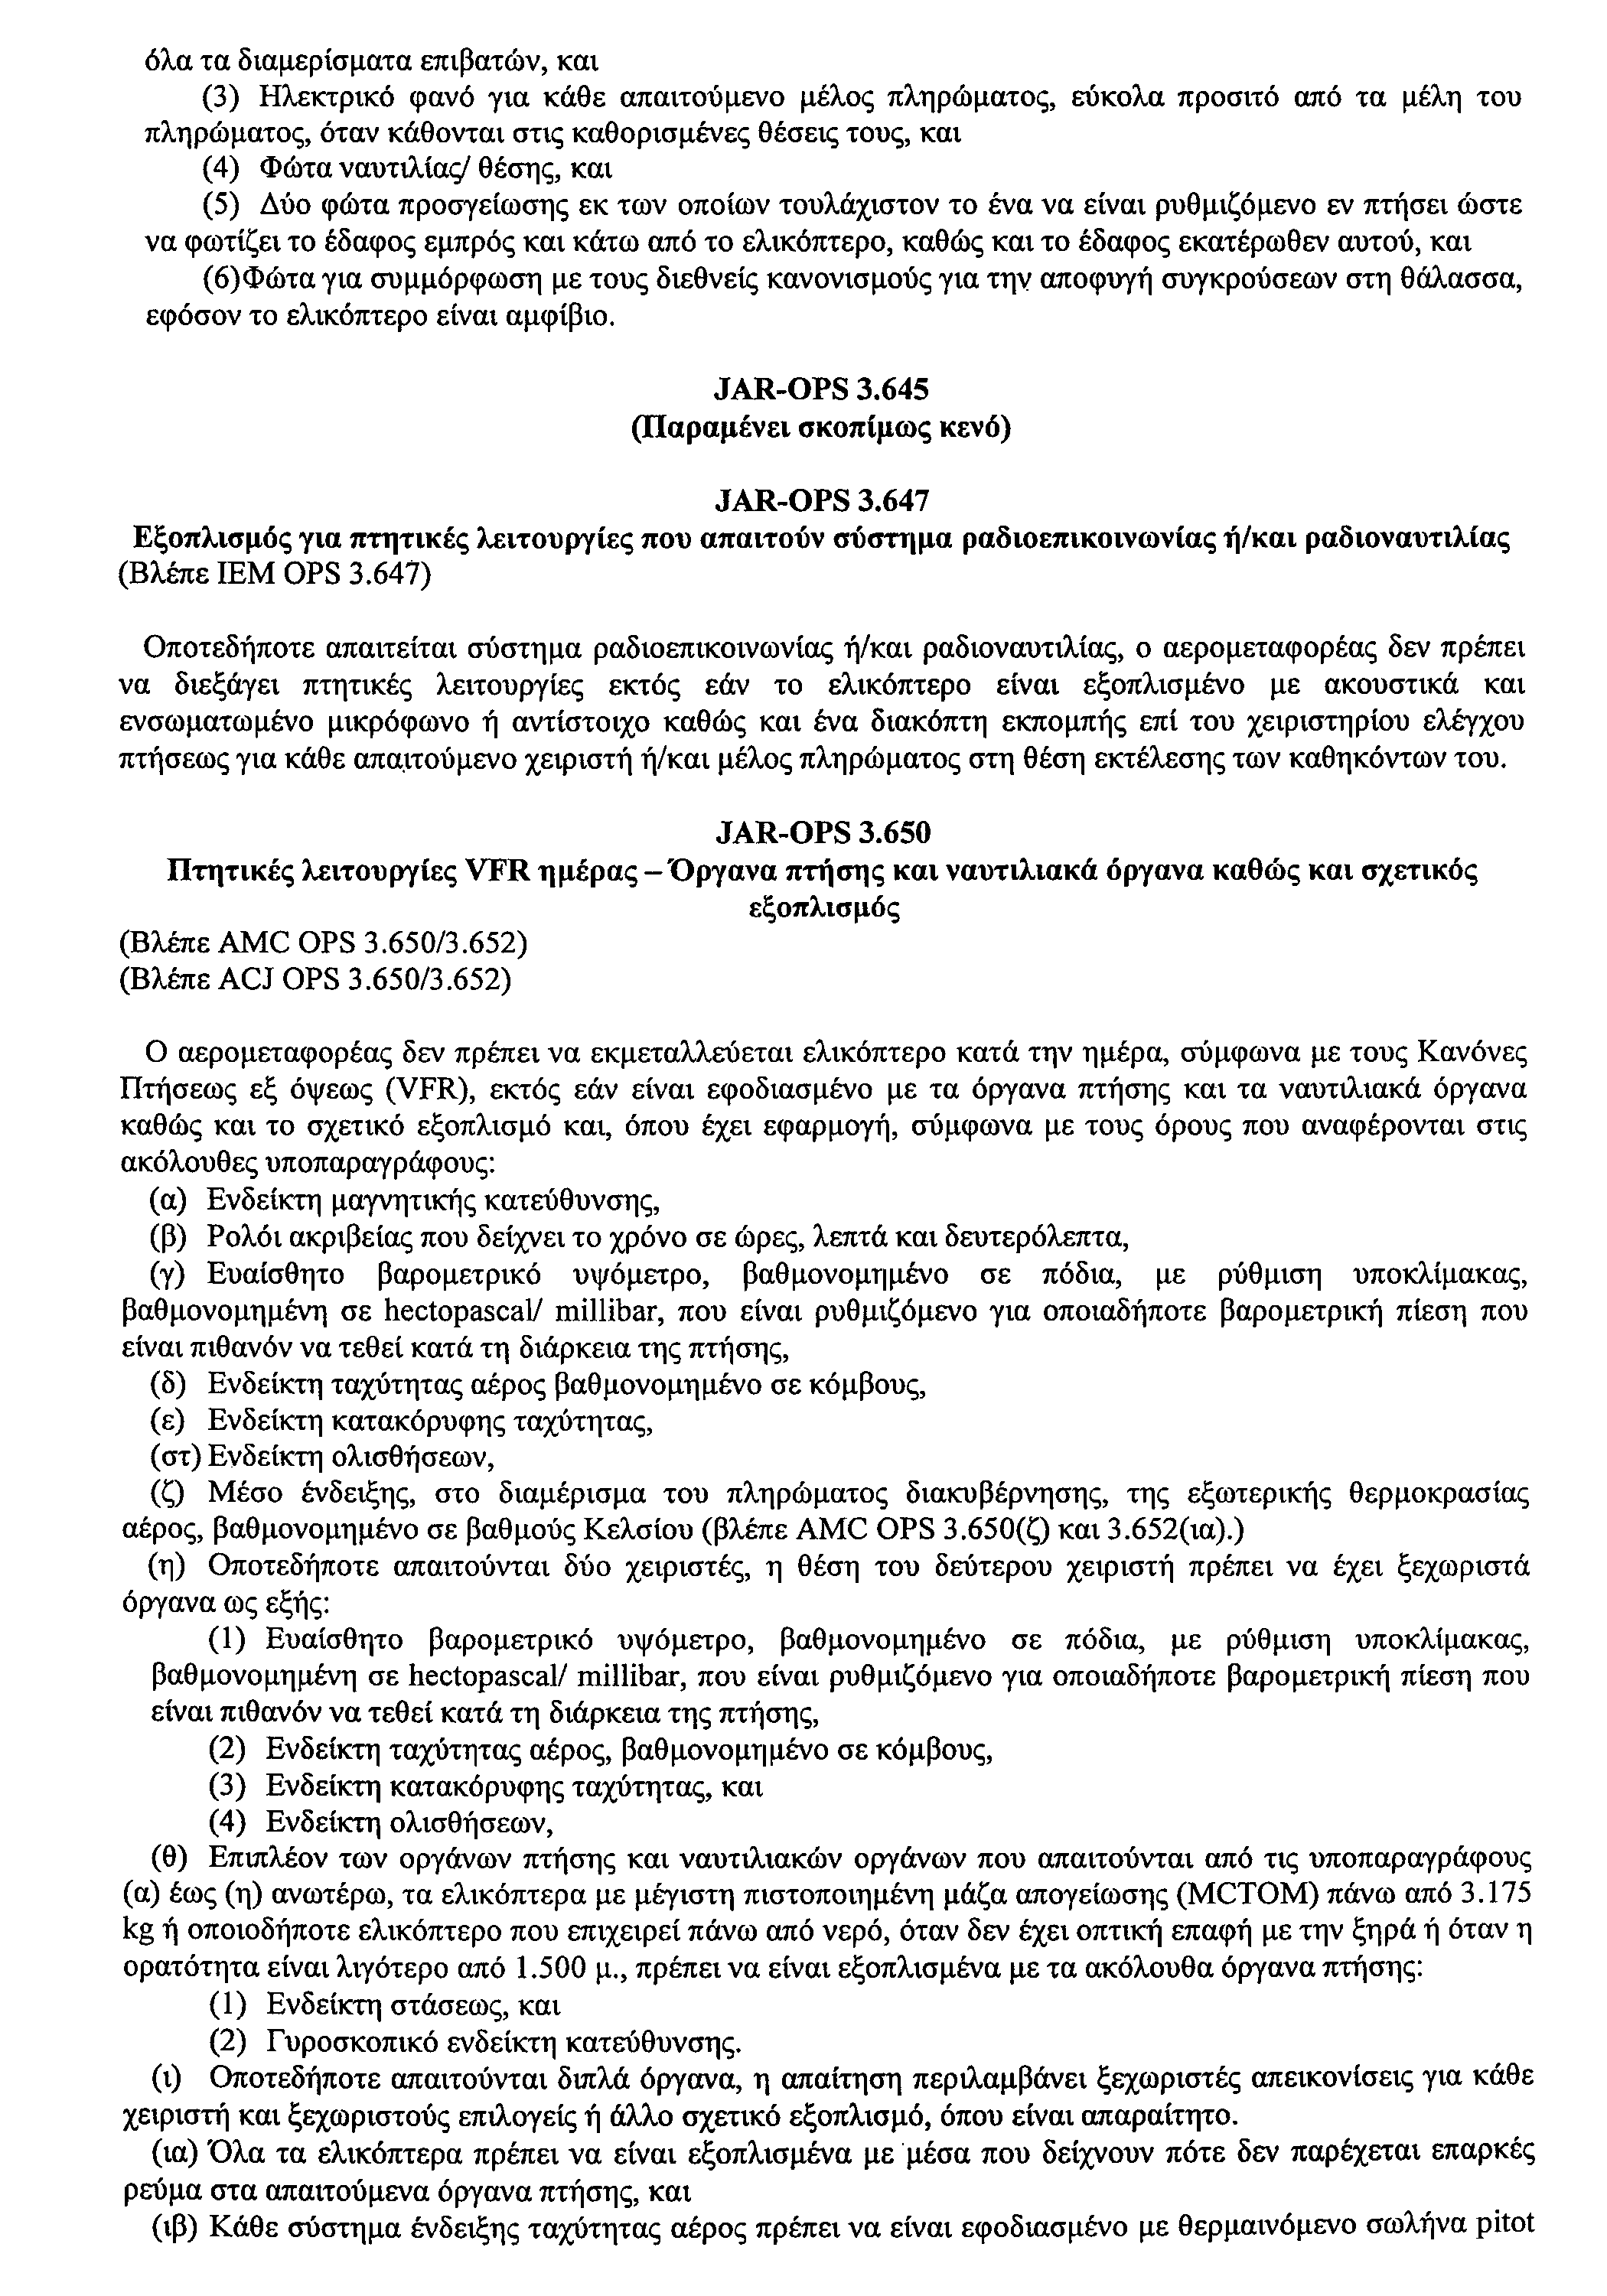 όλα τα διαμερίσματα επιβατών, και
(3) Ηλεκτρικό φανό για κάθε απαιτούμενο μέλος πληρώματος, εύκολα προσιτό από τα μέλη του
πληρώματος, όταν κάθονται στις καθορισμένες θέσεις τους, και
(4) Φώτα ναυτιλίας/ θέσης, και
(5) Δύο φώτα προσγείωσης εκ των οποίων τουλάχιστον το ένα να είναι ρυθμιζόμενο εν πτήσει ώστε
να φωτίζει το έδαφος εμπρός και κάτω από το ελικόπτερο, καθώς και το έδαφος εκατέρωθεν αυτού, και
(6)Φώτα για συμμόρφωση με τους διεθνείς κανονισμούς για την αποφυγή συγκρούσεων στη θάλασσα,
εφόσον το ελικόπτερο είναι αμφίβιο.
JAR-OPS 3.645
(Παραμένει σκοπίμως κενό)
JAR-OPS 3.647
Εξοπλισμός για πτητικές λειτουργίες που απαιτούν σύστημα ραδιοεπικοινωνίας ή/και ραδιοναυτιλίας
(Βλέπε IEM OPS 3.647)
Οποτεδήποτε απαιτείται σύστημα ραδιοεπικοινωνίας ή/και ραδιοναυτιλίας, ο αερομεταφορέας δεν πρέπει
να διεξάγει πτητικές λειτουργίες εκτός εάν το ελικόπτερο είναι εξοπλισμένο με ακουστικά και
ενσωματωμένο μικρόφωνο ή αντίστοιχο καθώς και ένα διακόπτη εκπομπής επί του χειριστηρίου ελέγχου
πτήσεως για κάθε απαιτούμενο χειριστή ή/και μέλος πληρώματος στη θέση εκτέλεσης των καθηκόντων του.
JAR-OPS 3.650
Πτητικές λειτουργίες VFR ημέρας – Όργανα πτήσης και ναυτιλιακά όργανα καθώς και σχετικός
εξοπλισμός
(Βλέπε AMC OPS 3.650/3.652)
(Βλέπε ACJ OPS 3.650/3.652)
Ο αερομεταφορέας δεν πρέπει να εκμεταλλεύεται ελικόπτερο κατά την ημέρα, σύμφωνα με τους Κανόνες
Πτήσεως εξ όψεως (VFR), εκτός εάν είναι εφοδιασμένο με τα όργανα πτήσης και τα ναυτιλιακά όργανα
καθώς και το σχετικό εξοπλισμό και, όπου έχει εφαρμογή, σύμφωνα με τους όρους που αναφέρονται στις
ακόλουθες υποπαραγράφους:
(α) Ενδείκτη μαγνητικής κατεύθυνσης,
(β) Ρολόι ακριβείας που δείχνει το χρόνο σε ώρες, λεπτά και δευτερόλεπτα,
(γ) Ευαίσθητο βαρομετρικό υψόμετρο, βαθμονομημένο σε πόδια, με ρύθμιση υποκλίμακας,
βαθμονομημένη σε hectopascal/ millibar, που είναι ρυθμιζόμενο για οποιαδήποτε βαρομετρική πίεση που
είναι πιθανόν να τεθεί κατά τη διάρκεια της πτήσης,
(δ) Ενδείκτη ταχύτητας αέρος βαθμονομημένο σε κόμβους,
(ε) Ενδείκτη κατακόρυφης ταχύτητας,
(στ) Ενδείκτη ολισθήσεων,
(ζ) Μέσο ένδειξης, στο διαμέρισμα του πληρώματος διακυβέρνησης, της εξωτερικής θερμοκρασίας
αέρος, βαθμονομημένο σε βαθμούς Κελσίου (βλέπε AMC OPS 3.650(ζ) και 3.652(ια).)
(η) Οποτεδήποτε απαιτούνται δύο χειριστές, η θέση του δεύτερου χειριστή πρέπει να έχει ξεχωριστά
όργανα ως εξής:
(1) Ευαίσθητο βαρομετρικό υψόμετρο, βαθμονομημένο σε πόδια, με ρύθμιση υποκλίμακας,
βαθμονομημένη σε hectopascal/ millibar, που είναι ρυθμιζόμενο για οποιαδήποτε βαρομετρική πίεση που
είναι πιθανόν να τεθεί κατά τη διάρκεια της πτήσης,
(2) Ενδείκτη ταχύτητας αέρος, βαθμονομημένο σε κόμβους,
(3) Ενδείκτη κατακόρυφης ταχύτητας, και
(4) Ενδείκτη ολισθήσεων,
(θ) Επιπλέον των οργάνων πτήσης και ναυτιλιακών οργάνων που απαιτούνται από τις υποπαραγράφους
(α) έως (η) ανωτέρω, τα ελικόπτερα με μέγιστη πιστοποιημένη μάζα απογείωσης (MCTOM) πάνω από 3.175
kg ή οποιοδήποτε ελικόπτερο που επιχειρεί πάνω από νερό, όταν δεν έχει οπτική επαφή με την ξηρά ή όταν η
ορατότητα είναι λιγότερο από 1.500 μ., πρέπει να είναι εξοπλισμένα με τα ακόλουθα όργανα πτήσης:
(1) Ενδείκτη στάσεως, και
(2) Γυροσκοπικό ενδείκτη κατεύθυνσης.
(ι) Οποτεδήποτε απαιτούνται διπλά όργανα, η απαίτηση περιλαμβάνει ξεχωριστές απεικονίσεις για κάθε
χειριστή και ξεχωριστούς επιλογείς ή άλλο σχετικό εξοπλισμό, όπου είναι απαραίτητο.
(ια) Όλα τα ελικόπτερα πρέπει να είναι εξοπλισμένα με μέσα που δείχνουν πότε δεν παρέχεται επαρκές
ρεύμα στα απαιτούμενα όργανα πτήσης, και
(ιβ) Κάθε σύστημα ένδειξης ταχύτητας αέρος πρέπει να είναι εφοδιασμένο με θερμαινόμενο σωλήνα pitot